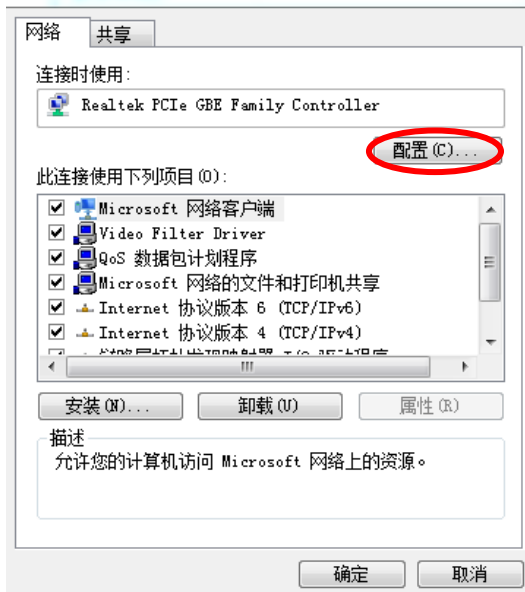 网络 共享
连接时使用:
Realtek PCIe GBE Family Controller
配置(C)...
此连接使用下列项目(O):
Microsoft 网络客户端
Video Filter Driver
QoS 数据包计划程序
Microsoft 网络的文件和打印机共享
Internet 协议版本 6 (TCP/IPv6)
Internet 协议版本 4 (TCP/IPv4)
安装(N)... 卸载(U) 属性(R)
描述
允许您的计算机访问 Microsoft 网络上的资源。
确定 取消